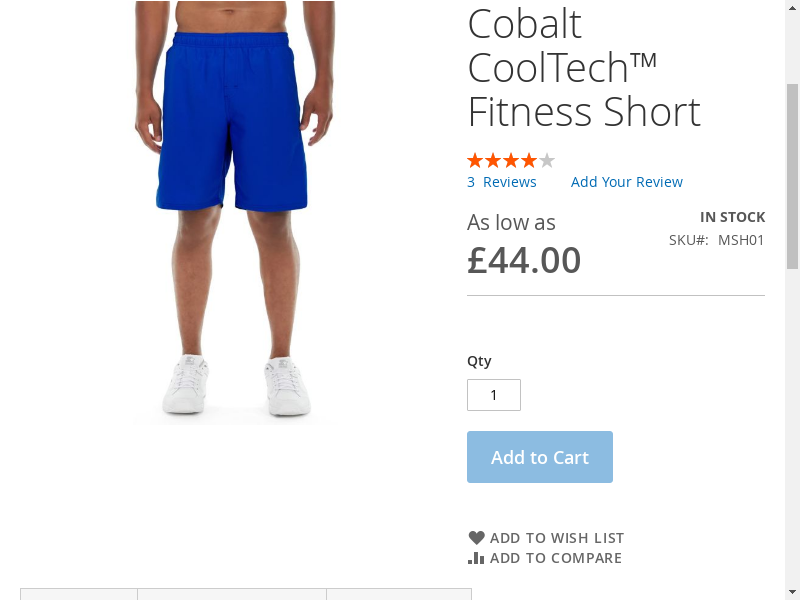 Cobalt
CoolTech™
Fitness Short
3 Reviews Add Your Review
As low as
£44.00
IN STOCK
SKU#: MSH01
Qty
1
Add to Cart
ADD TO WISH LIST
ADD TO COMPARE